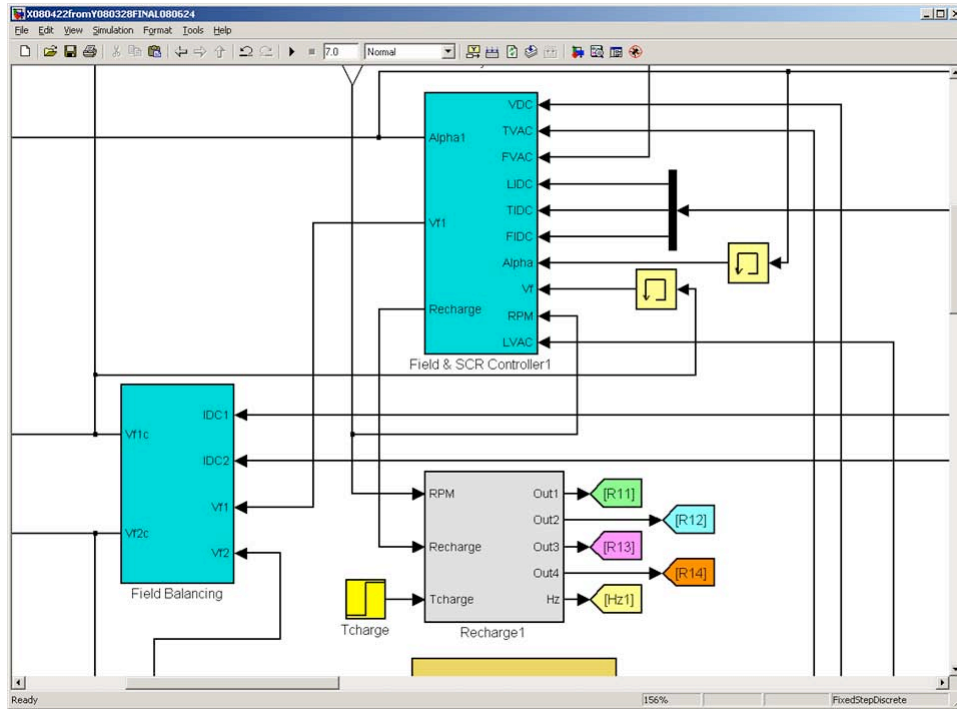 X080422fromY080328FINAL080624
File Edit View Simulation Format Tools Help
7.0 Normal
VDC
TVAC
Alpha1
FVAC
LIDC
TIDC
Vf1
FIDC
Alpha
Vf
Recharge
RPM
LVAC
Field & SCR Controller1
IDC1
Vf1c
IDC2
Vf1
Vf2c
Vf2
Field Balancing
RPM
Out1
[R11]
Out2
[R12]
Recharge
Out3
[R13]
Out4
[R14]
Tcharge
Hz
[Hz1]
Tcharge
Recharge1
Ready 156% FixedStepDiscrete